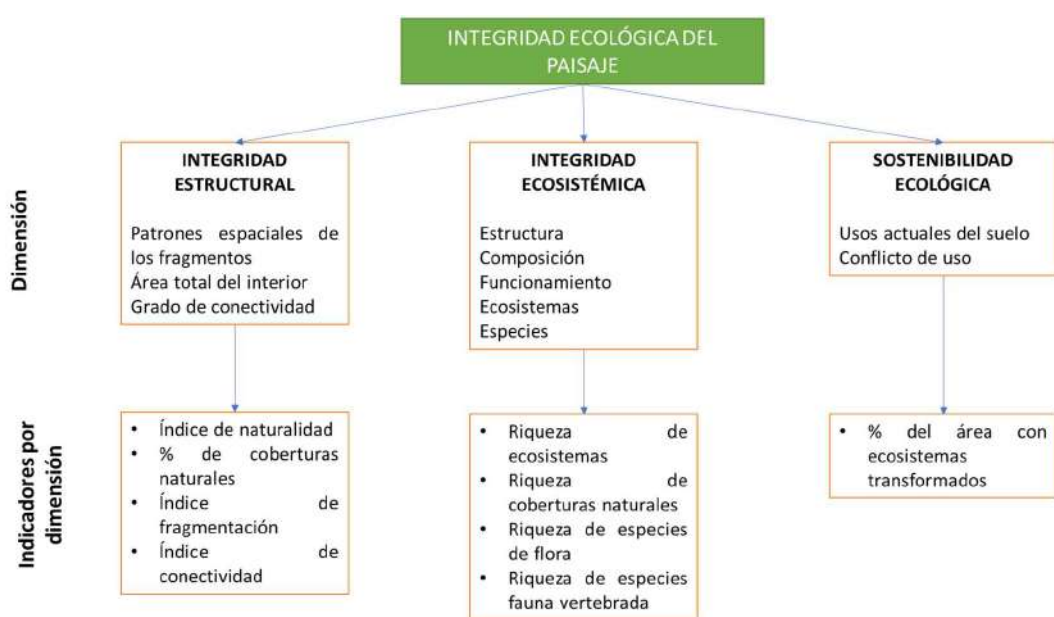 INTEGRIDAD ECOLÓGICA DEL
PAISAJE
Dimensión
INTEGRIDAD
ESTRUCTURAL
Patrones espaciales de
los fragmentos
Área total del interior
Grado de conectividad
INTEGRIDAD
ECOSISTÉMICA
Estructura
Composición
Funcionamiento
Ecosistemas
Especies
SOSTENIBILIDAD
ECOLÓGICA
Usos actuales del suelo
Conflicto de uso
Indicadores por
dimensión
• Índice de naturalidad
• % de coberturas
naturales
• Índice de
fragmentación
• Índice de
conectividad
• Riqueza de
ecosistemas
• Riqueza de
coberturas naturales
• Riqueza de especies
de flora
• Riqueza de especies
fauna vertebrada
• % del área con
ecosistemas
transformados